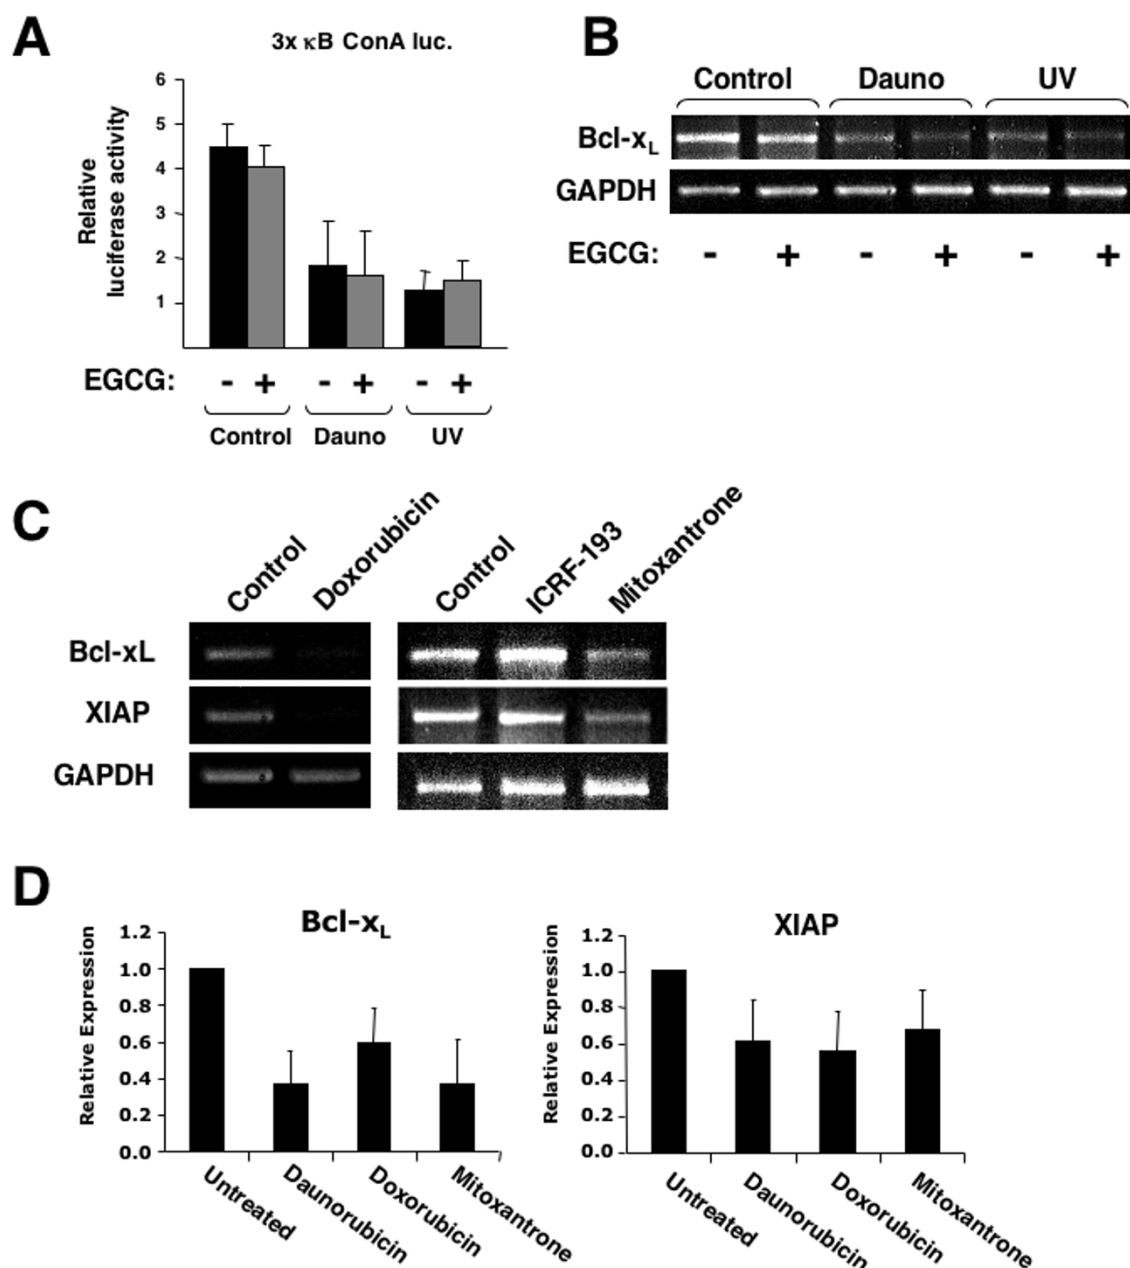 A
3x κB ConA luc.
Relative
luciferase activity
6
5
4
3
2
1
EGCG: - + - + - +
Control Dauno UV
B
Control Dauno UV
Bcl-xL
GAPDH
EGCG: - + - + - +
C
Control Doxorubicin Control ICRF-193 Mitoxantrone
Bcl-xL
XIAP
GAPDH
D
Bcl-xL
Relative Expression
1.2
1.0
0.8
0.6
0.4
0.2
0.0
Untreated Daunorubicin Doxorubicin Mitoxantrone
XIAP
Relative Expression
1.2
1.0
0.8
0.6
0.4
0.2
0.0
Untreated Daunorubicin Doxorubicin Mitoxantrone